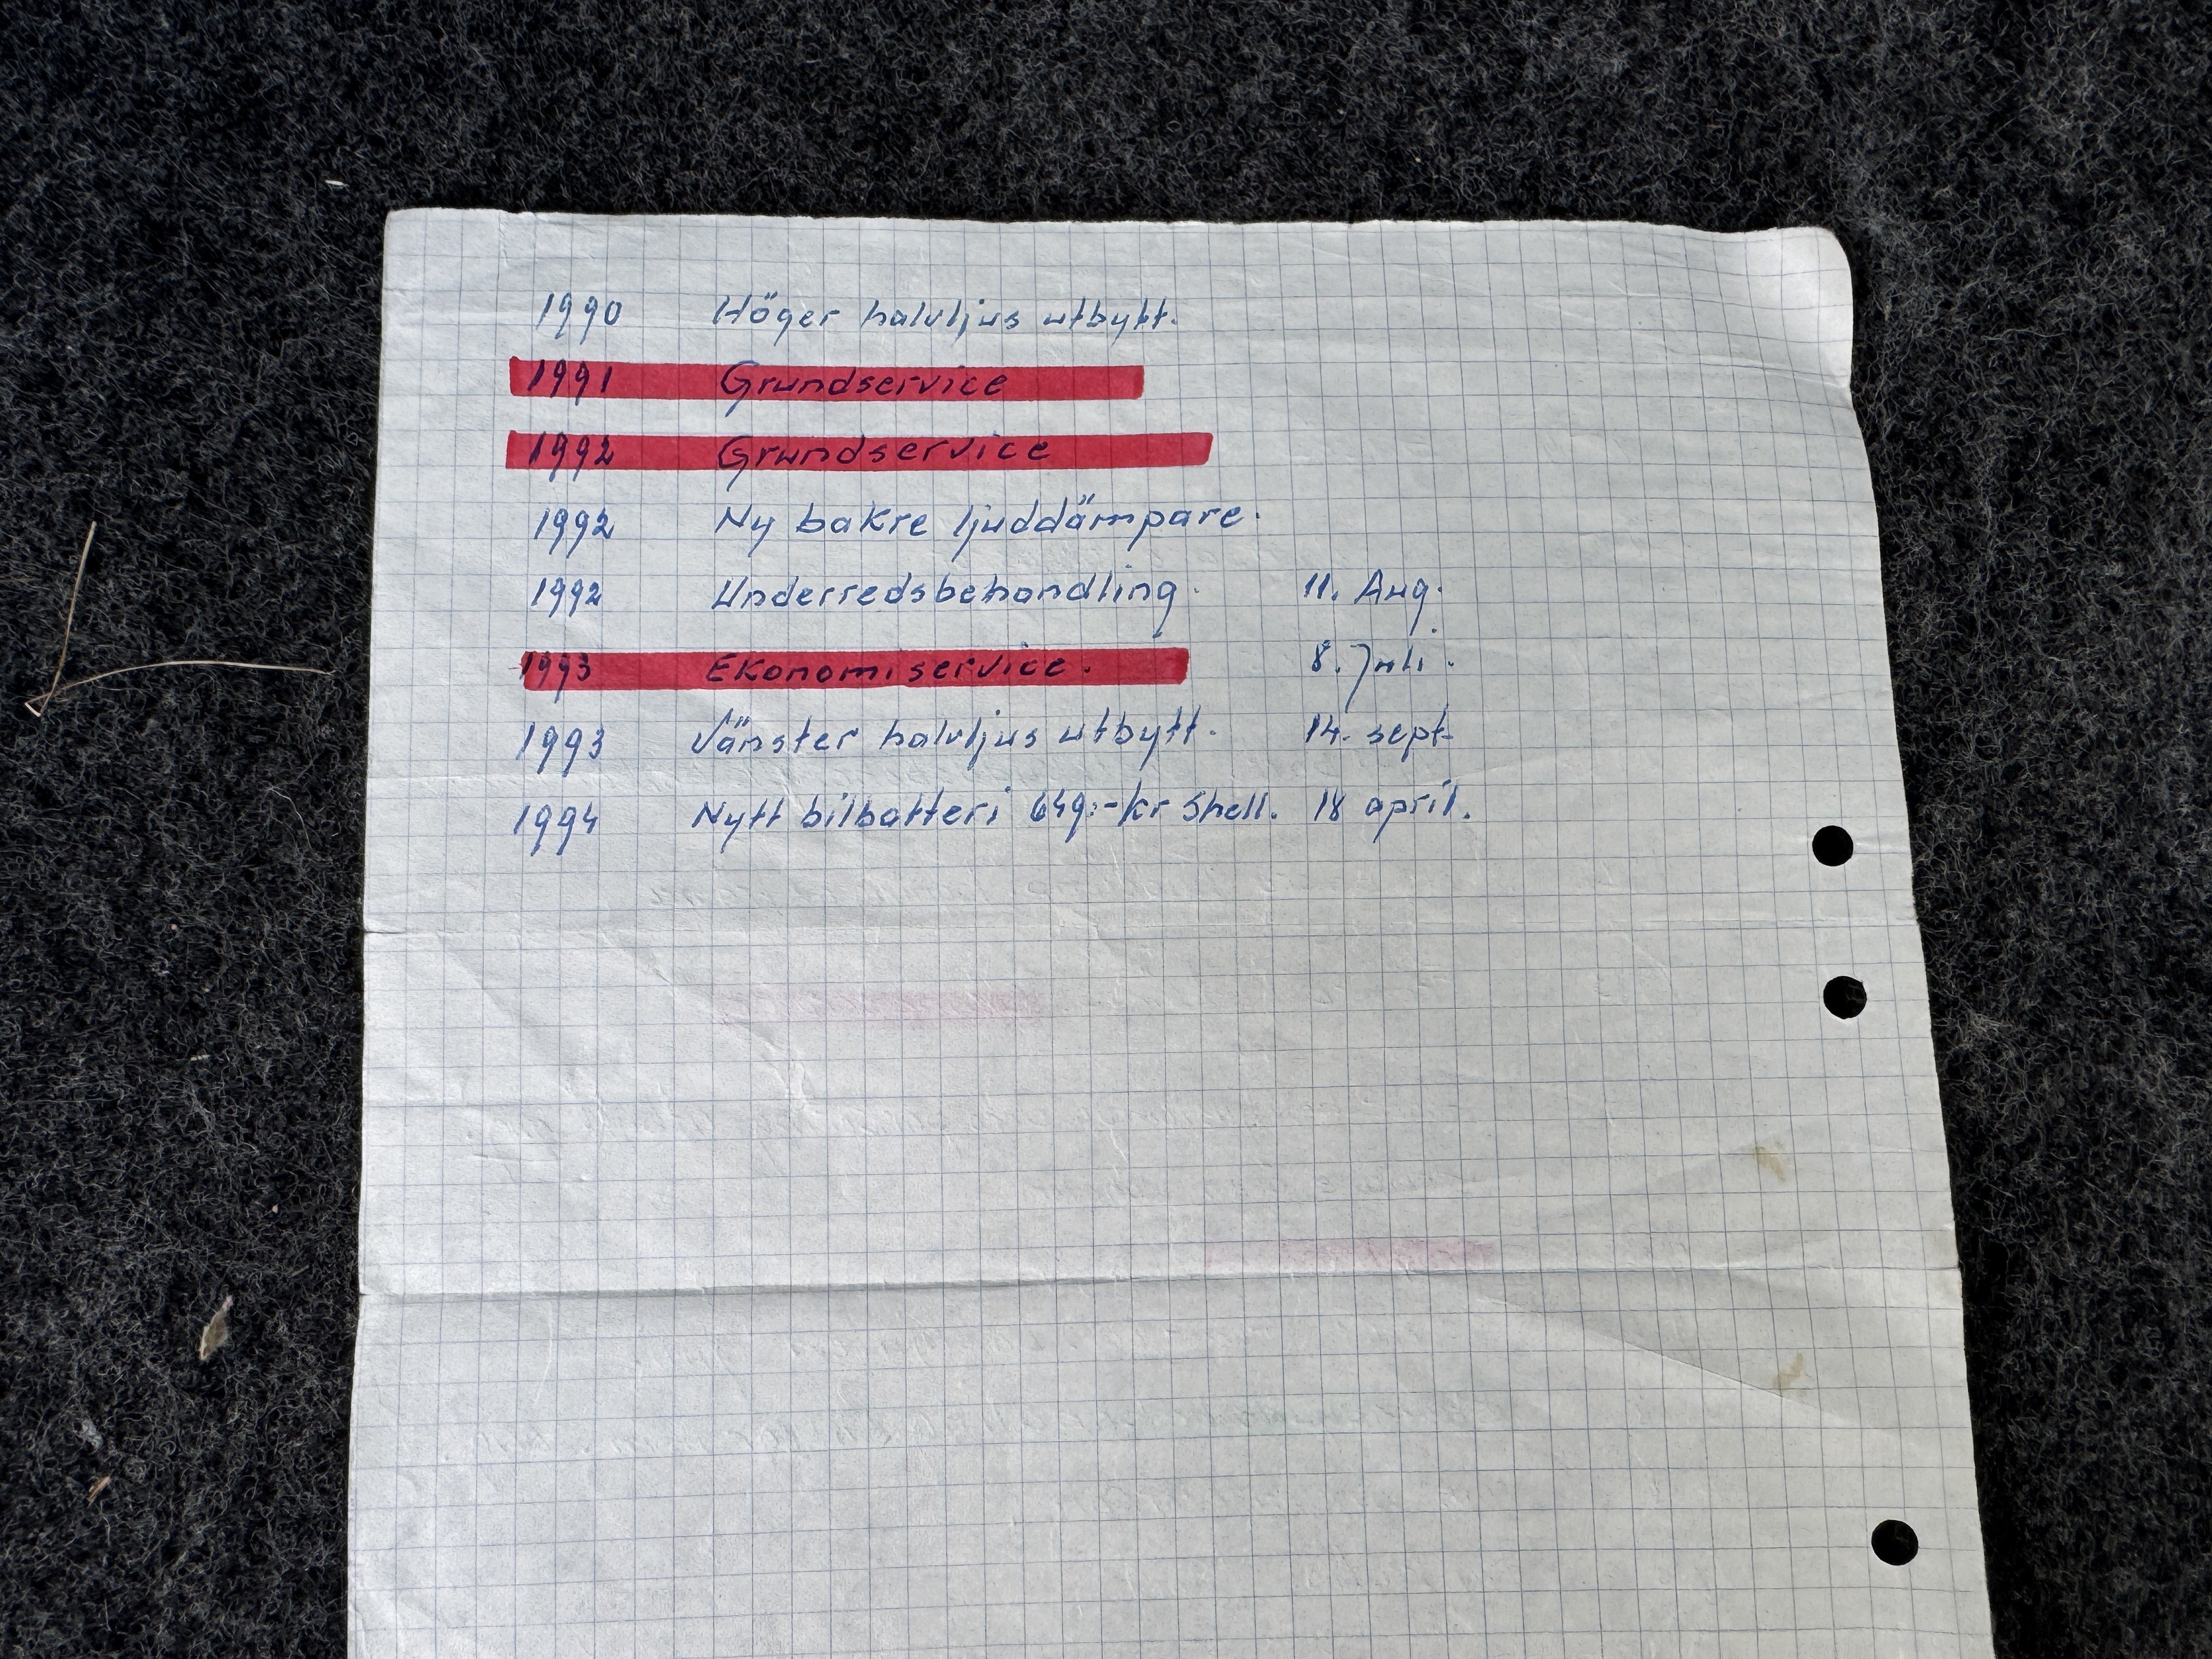 1990 Höger halvljus utbytt.
1991 Grundservice
1992 Grundservice
1992 Ny bakre ljuddämpare.
1992 Underredsbehandling. 11. Aug.
1993 Ekonomiservice. 8. Juli.
1993 Vänster halvljus utbytt. 14. sept.
1994 Nytt bilbatteri 649:-kr Shell. 18 april.